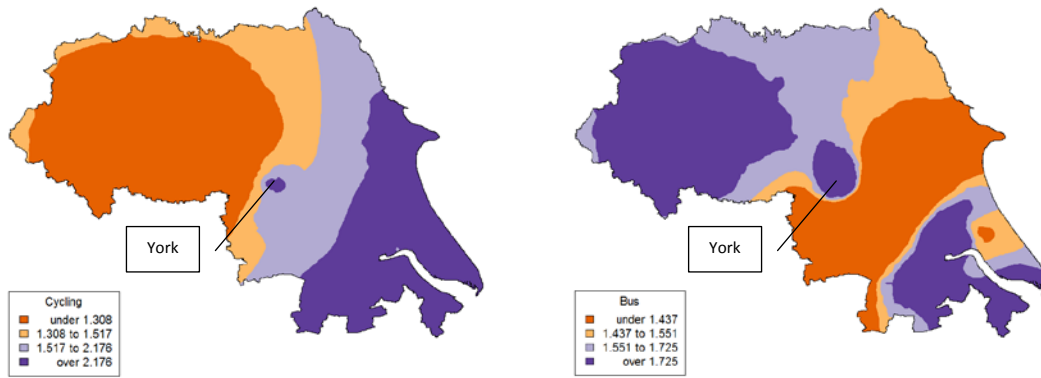 York
Cycling
under 1.308
1.308 to 1.517
1.517 to 2.176
over 2.176
York
Bus
under 1.437
1.437 to 1.551
1.551 to 1.725
over 1.725